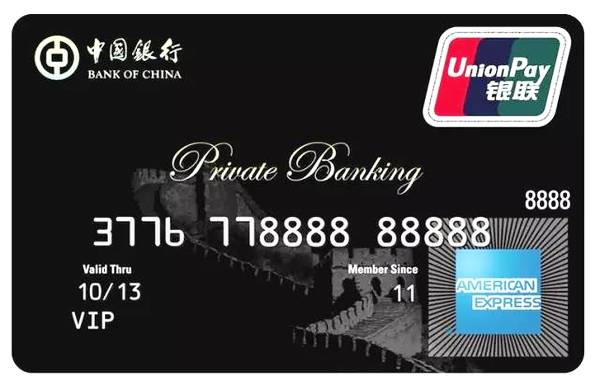 中国银行
BANK OF CHINA
UnionPay
银联
Private Banking
8888
3776 778888 88888
Valid Thru
Member Since
10/13
11
VIP
AMERICAN
EXPRESS